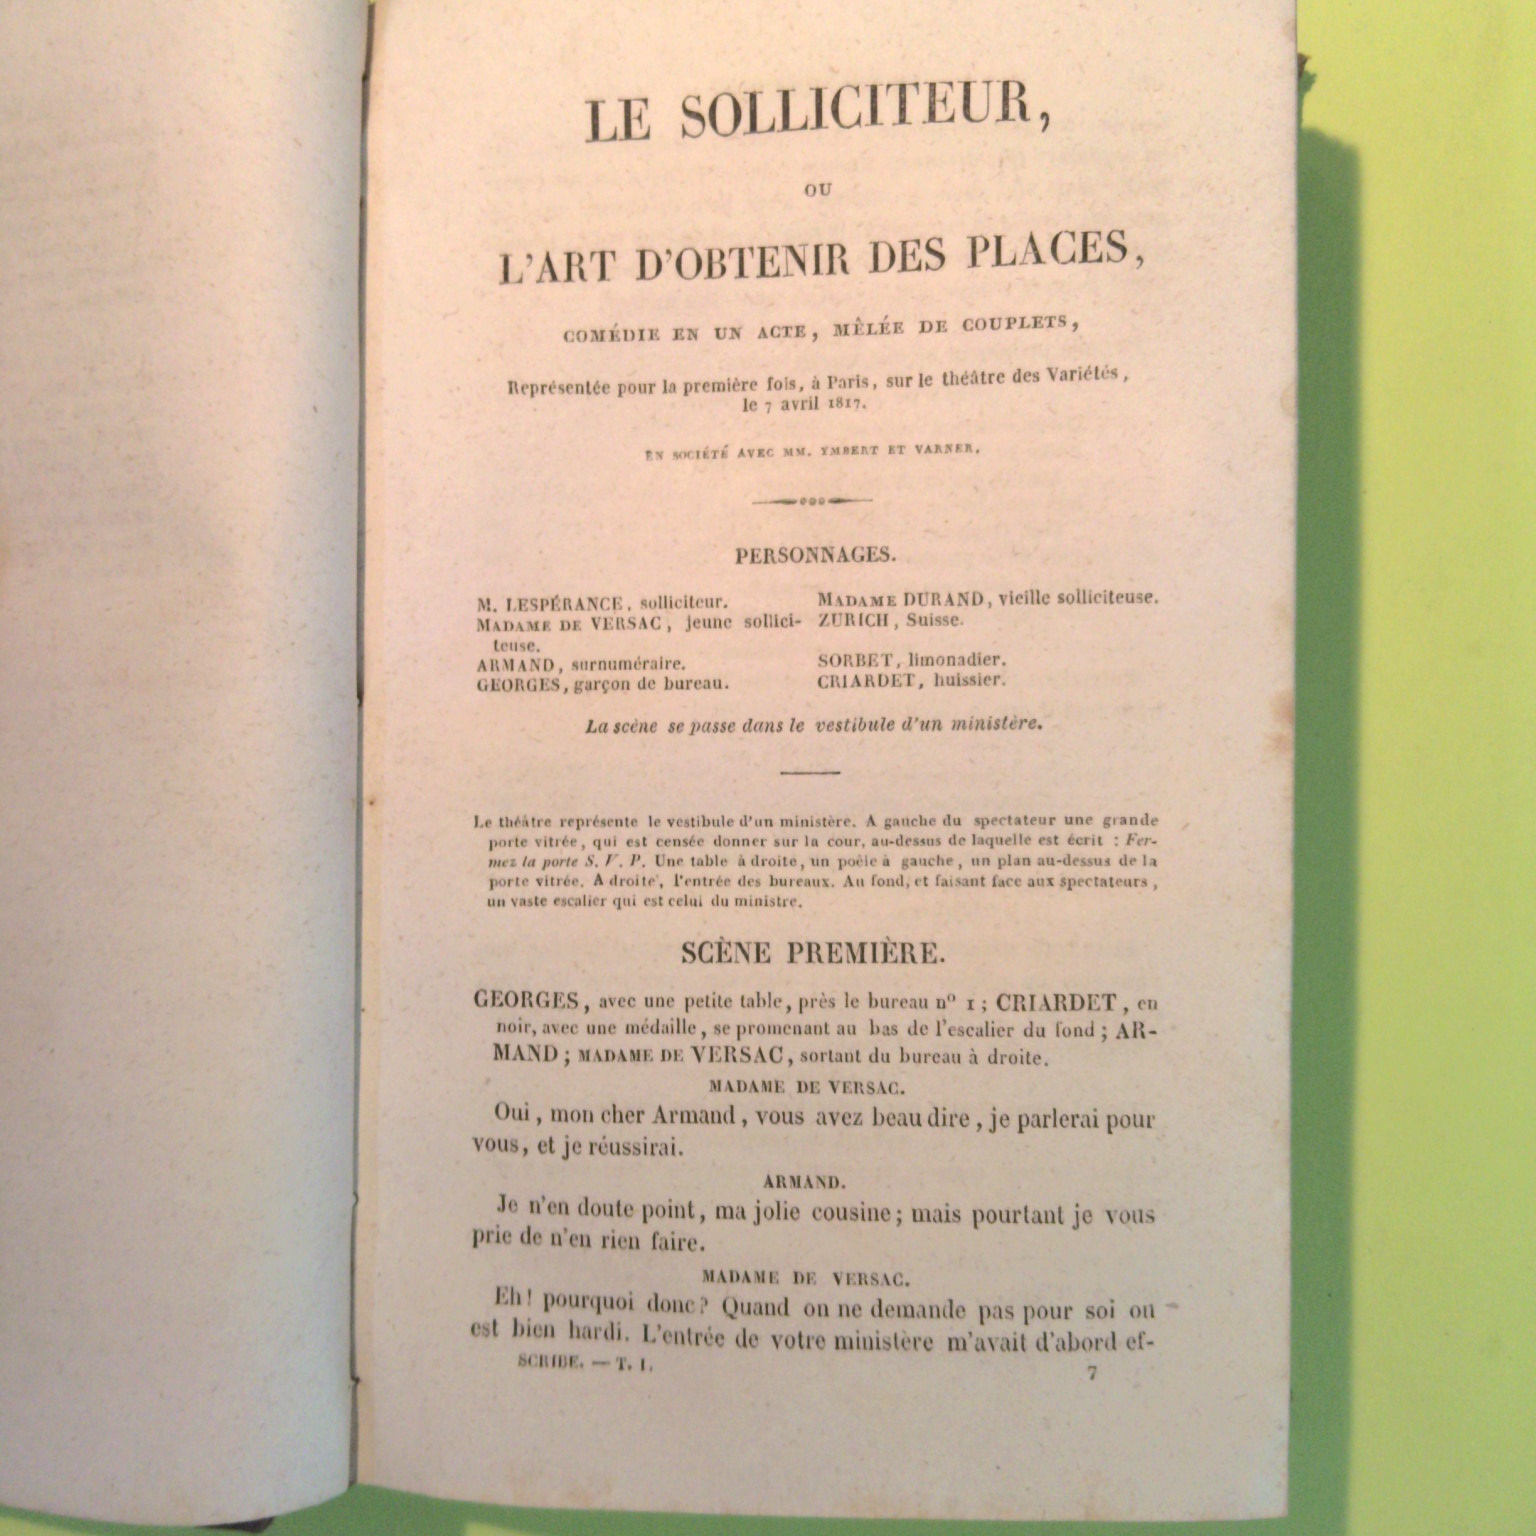 LE SOLLICITEUR,
OU
L'ART D'OBTENIR DES PLACES,
COMÉDIE EN UN ACTE, MÊLÉE DE COUPLETS,
Représentée pour la première fois, à Paris, sur le théâtre des Variétés,
le 7 avril 1817.
EN SOCIÉTÉ AVEC MM. YMBERT ET VARNER.
PERSONNAGES.
M. LESPÉRANCE, solliciteur.
MADAME DE VERSAC, jeune sollici-
teuse.
ARMAND, surnuméraire.
GEORGES, garçon de bureau.
MADAME DURAND, vieille solliciteuse.
ZURICH, Suisse.
SORBET, limonadier.
CRIARDET, huissier.
La scène se passe dans le vestibule d'un ministère.
Le théâtre représente le vestibule d'un ministère. A gauche du spectateur une grande
porte vitrée, qui est censée donner sur la cour, au-dessus de laquelle est écrit : Fer-
mez la porte S. V. P. Une table à droite, un poêle à gauche, un plan au-dessus de la
porte vitrée. A droite, l'entrée des bureaux. Au fond, et faisant face aux spectateurs,
un vaste escalier qui est celui du ministre.
SCÈNE PREMIÈRE.
GEORGES, avec une petite table, près le bureau nº 1; CRIARDET, en
noir, avec une médaille, se promenant au bas de l'escalier du fond; AR-
MAND; MADAME DE VERSAC, sortant du bureau à droite.
MADAME DE VERSAC.
Oui, mon cher Armand, vous avez beau dire, je parlerai pour
vous, et je réussirai.
ARMAND.
Je n'en doute point, ma jolie cousine; mais pourtant je vous
prie de n'en rien faire.
MADAME DE VERSAC.
Eh! pourquoi donc? Quand on ne demande pas pour soi on
est bien hardi. L'entrée de votre ministère m'avait d'abord ef-
SCRIBE. — T. I.
7